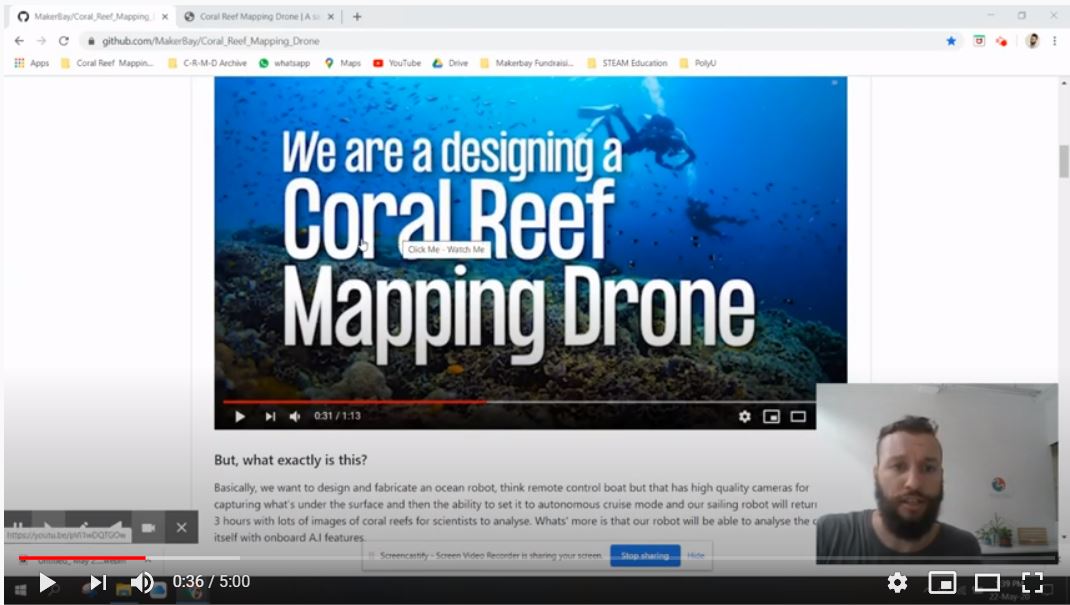 MakerBay/Coral_Reef_Mapping_
Coral Reef Mapping Drone | A sa
github.com/MakerBay/Coral_Reef_Mapping_Drone
Apps
Coral Reef Mappin...
C-R-M-D Archive
whatsapp
Maps
YouTube
Drive
Makerbay Fundraisi...
STEAM Education
PolyU
We are a designing a
Coral Reef
Mapping Drone
Click Me - Watch Me
0:31 / 1:13
But, what exactly is this?
Basically, we want to design and fabricate an ocean robot, think remote control boat but that has high quality cameras for
capturing what's under the surface and then the ability to set it to autonomous cruise mode and our sailing robot will return
3 hours with lots of images of coral reefs for scientists to analyse. Whats' more is that our robot will be able to analyse the
itself with onboard A.I features.
Screencastify - Screen Video Recorder is sharing your screen.
Stop sharing
Hide
0:36 / 5:00
22-May-20